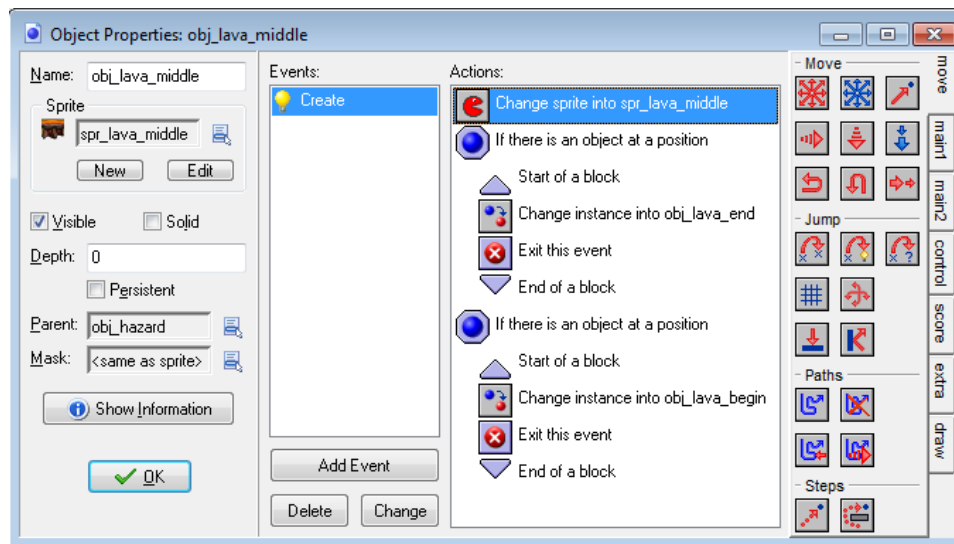 Object Properties: obj_lava_middle
Name: obj_lava_middle
Sprite
spr_lava_middle
New Edit
Visible Solid
Depth: 0
Persistent
Parent: obj_hazard
Mask: <same as sprite>
Show Information
OK
Events:
Create
Add Event
Delete Change
Actions:
Change sprite into spr_lava_middle
If there is an object at a position
Start of a block
Change instance into obj_lava_end
Exit this event
End of a block
If there is an object at a position
Start of a block
Change instance into obj_lava_begin
Exit this event
End of a block
Move
Jump
Paths
Steps
move
main1
main2
control
score
extra
draw